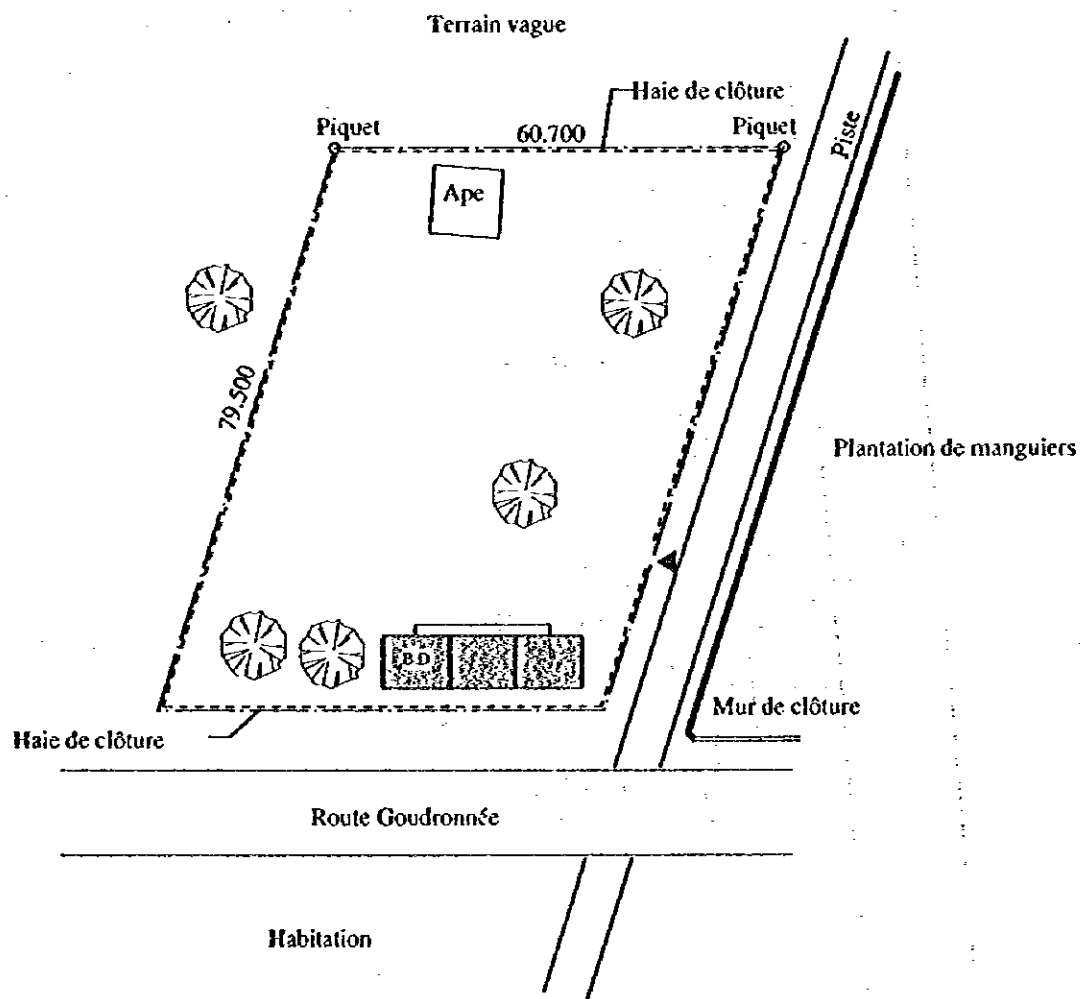 Terrain vague
Haie de clôture
Piquet
60.700
Piquet
Piste
Ape
79.500
Plantation de manguiers
B.D
Mur de clôture
Haie de clôture
Route Goudronnée
Habitation